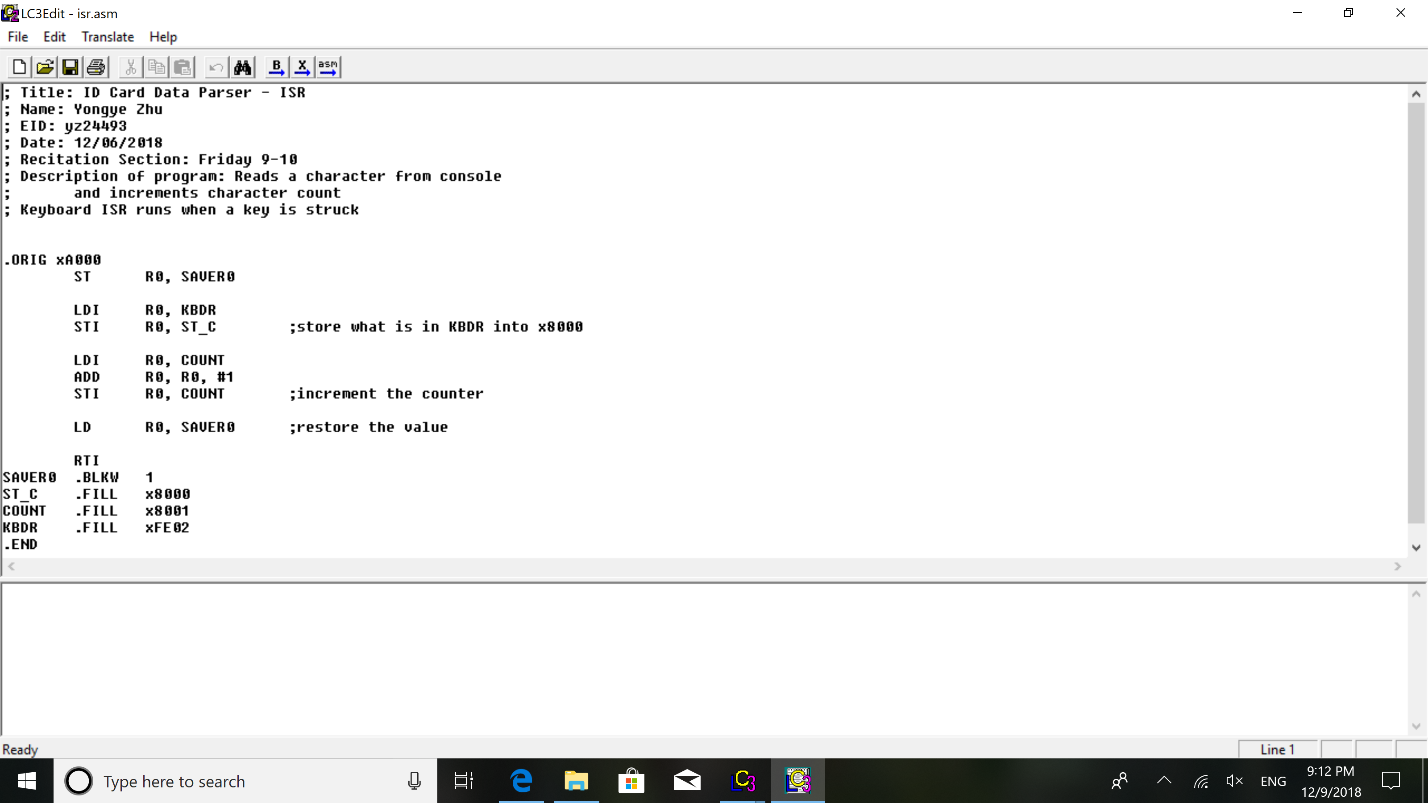 LC3Edit - isr.asm
File Edit Translate Help
B X asm
; Title: ID Card Data Parser - ISR
; Name: Yongye Zhu
; EID: yz24493
; Date: 12/06/2018
; Recitation Section: Friday 9-10
; Description of program: Reads a character from console
; and increments character count
; Keyboard ISR runs when a key is struck
.ORIG xA000
ST R0, SAVER0
LDI R0, KBDR
STI R0, ST_C ;store what is in KBDR into x8000
LDI R0, COUNT
ADD R0, R0, #1
STI R0, COUNT ;increment the counter
LD R0, SAVER0 ;restore the value
RTI
SAVER0 .BLKW 1
ST_C .FILL x8000
COUNT .FILL x8001
KBDR .FILL xFE02
.END
Ready Line 1
Type here to search
C3
ENG
9:12 PM
12/9/2018